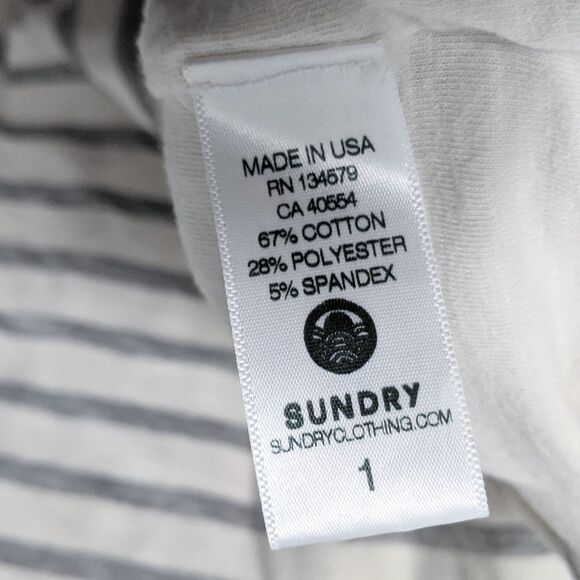 MADE IN USA
RN 134579
CA 40554
67% COTTON
28% POLYESTER
5% SPANDEX
SUNDRY
SUNDRYCLOTHING.COM
1